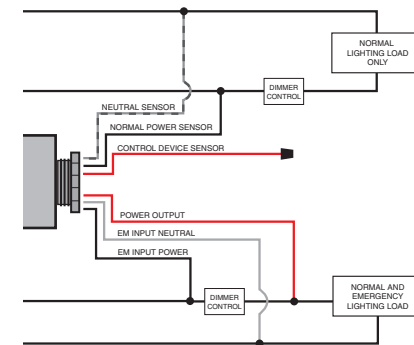 NORMAL
LIGHTING LOAD
ONLY
DIMMER
CONTROL
NEUTRAL SENSOR
NORMAL POWER SENSOR
CONTROL DEVICE SENSOR
POWER OUTPUT
EM INPUT NEUTRAL
EM INPUT POWER
DIMMER
CONTROL
NORMAL AND
EMERGENCY
LIGHTING LOAD